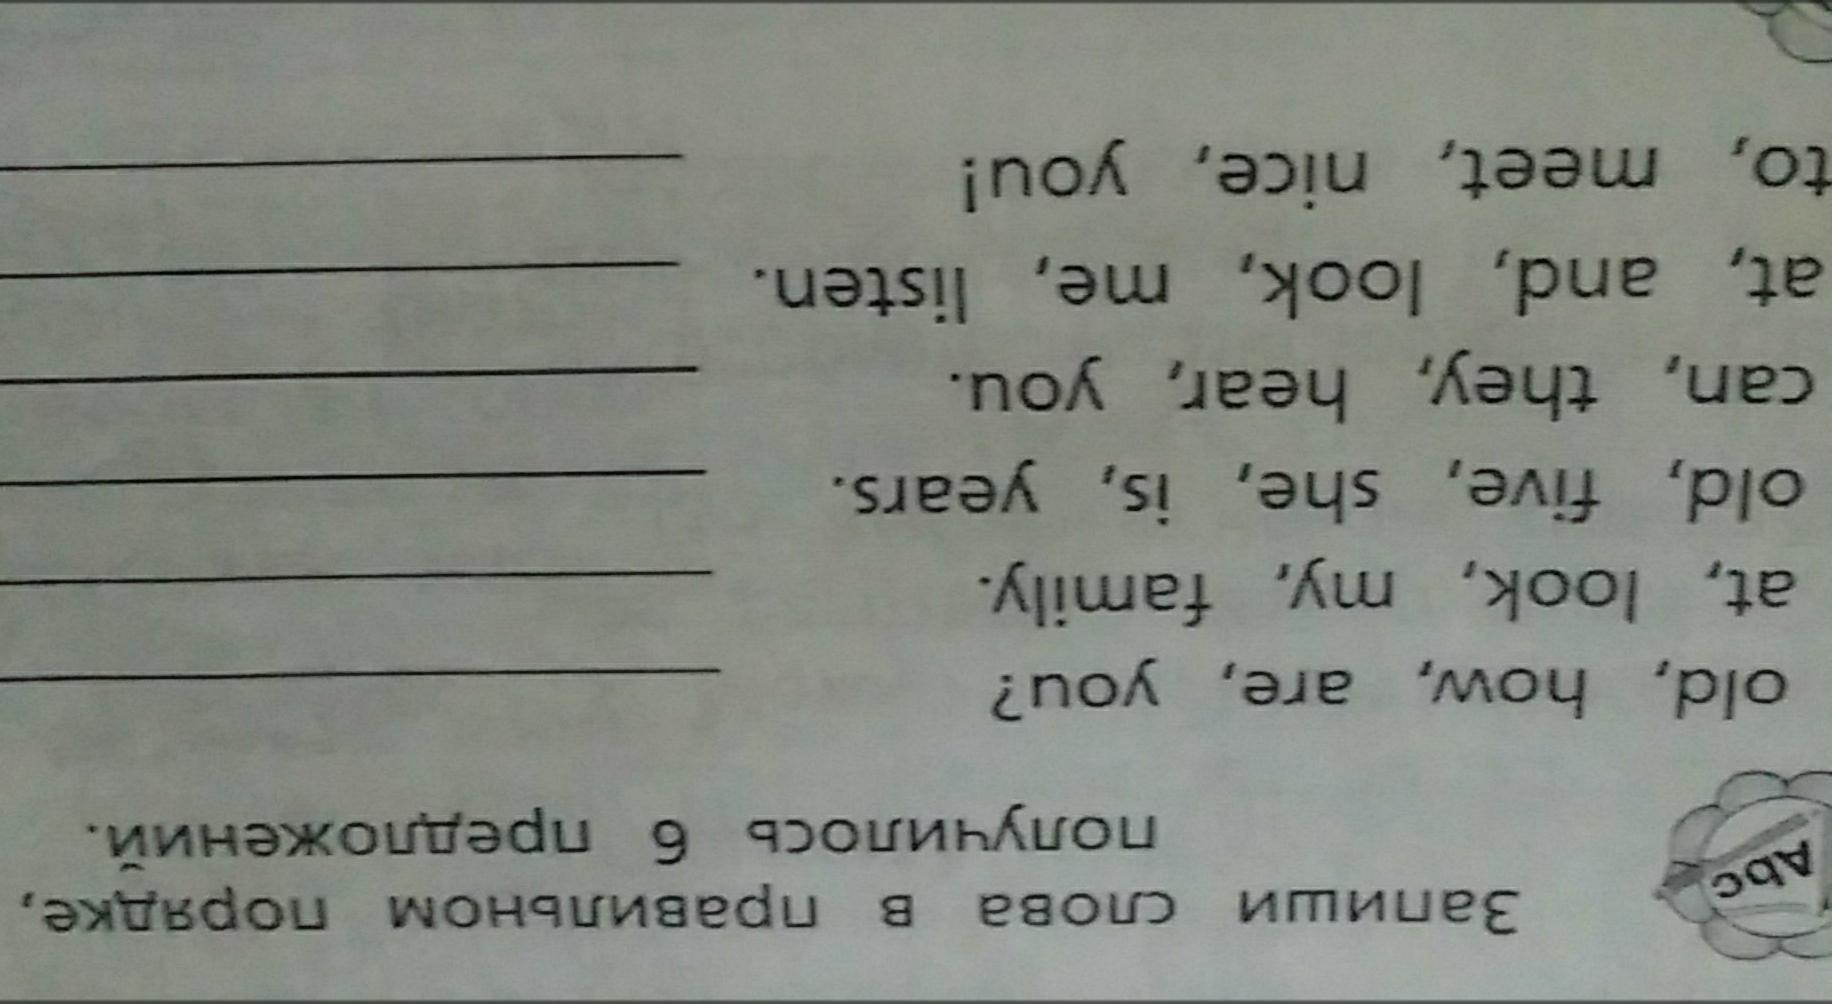 Abc
Запиши слова в правильном порядке,
получилось 6 предложений.
old, how, are, you?
at, look, my, family.
old, five, she, is, years.
can, they, hear, you.
at, and, look, me, listen.
to, meet, nice, you!